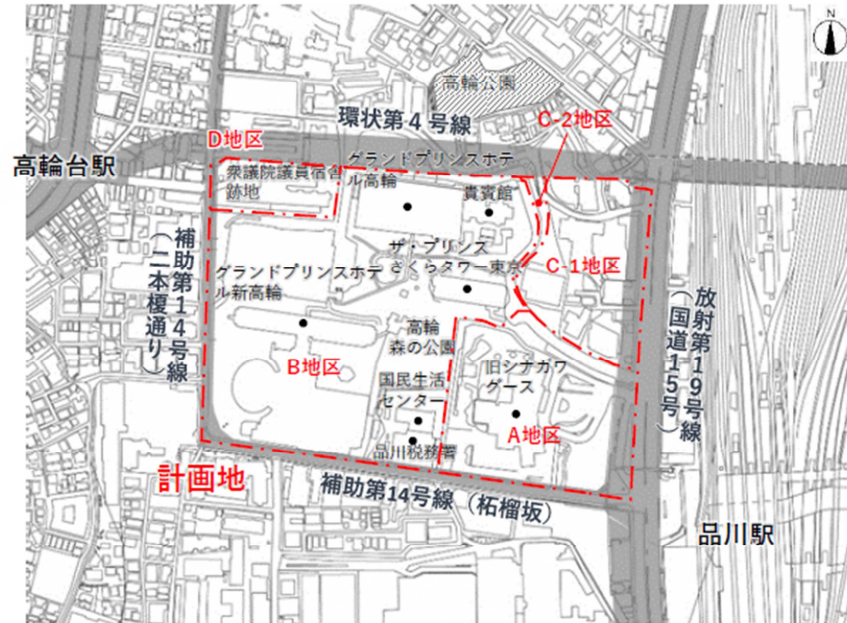 N
高輪公園
環状第4号線
C-2地区
D地区
高輪台駅
グランドプリンスホテ
ル高輪
衆議院議員宿舎
跡地
貴賓館
補助第14号線
（二本榎通り）
ザ・プリンス
さくらタワー東京
C-1地区
グランドプリンスホテ
ル新高輪
放射第19号線
（国道15号）
高輪
森の公園
B地区
旧シナガワ
グース
国民生活
センター
A地区
品川税務署
計画地
補助第14号線（柘榴坂）
品川駅